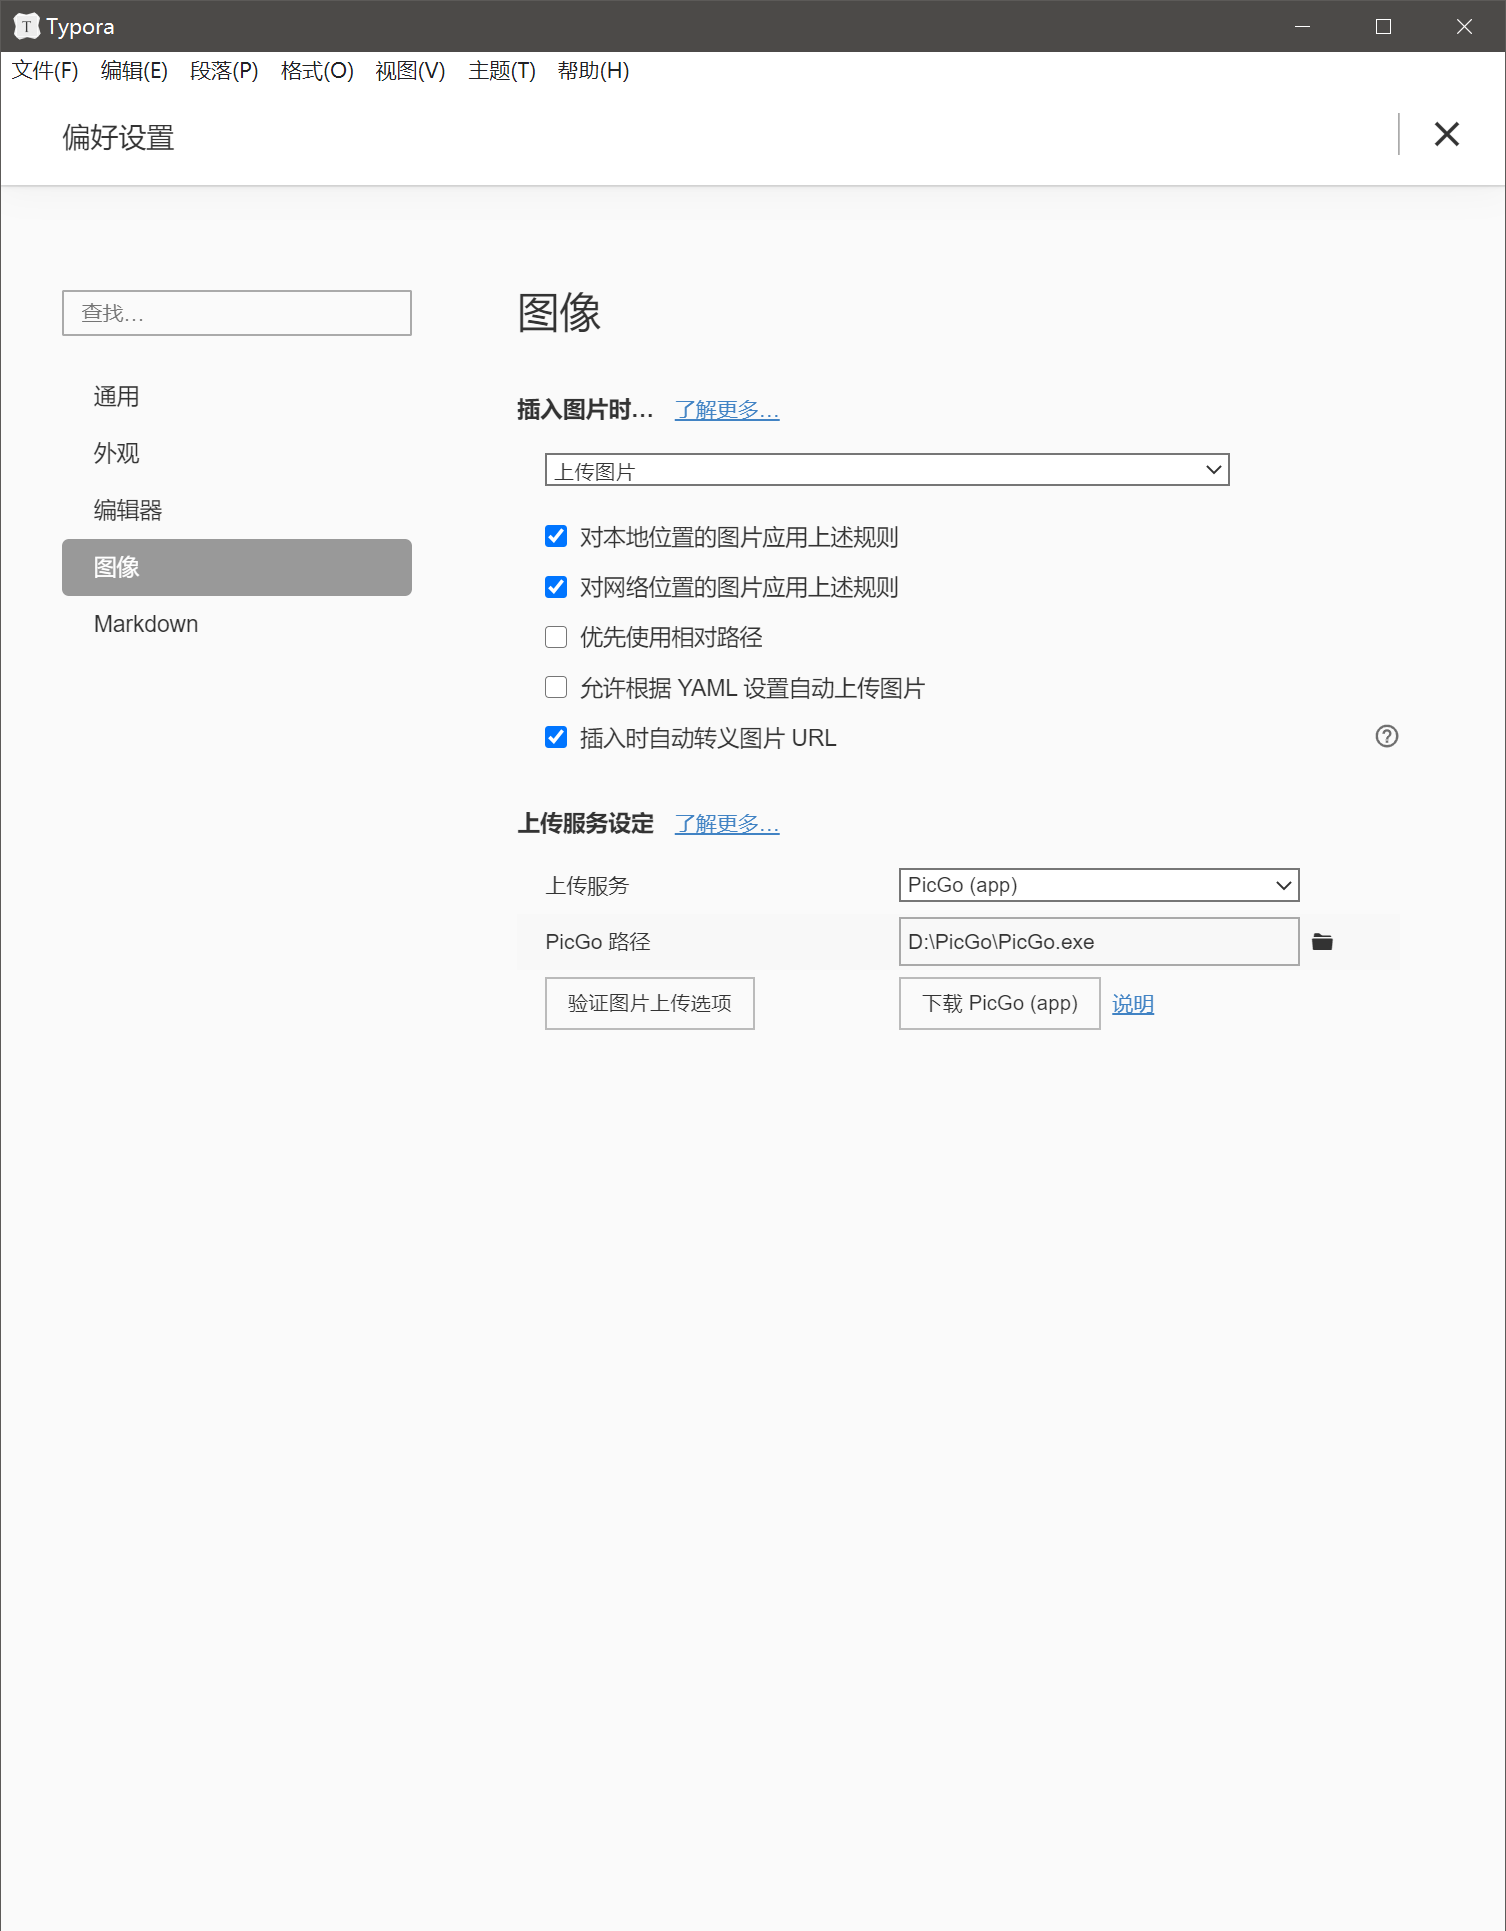 Typora
文件(F) 编辑(E) 段落(P) 格式(O) 视图(V) 主题(T) 帮助(H)
偏好设置
查找...
通用
外观
编辑器
图像
Markdown
图像
插入图片时... 了解更多...
上传图片
对本地位置的图片应用上述规则
对网络位置的图片应用上述规则
优先使用相对路径
允许根据 YAML 设置自动上传图片
插入时自动转义图片 URL
上传服务设定 了解更多...
上传服务 PicGo (app)
PicGo 路径 D:\PicGo\PicGo.exe
验证图片上传选项 下载 PicGo (app) 说明